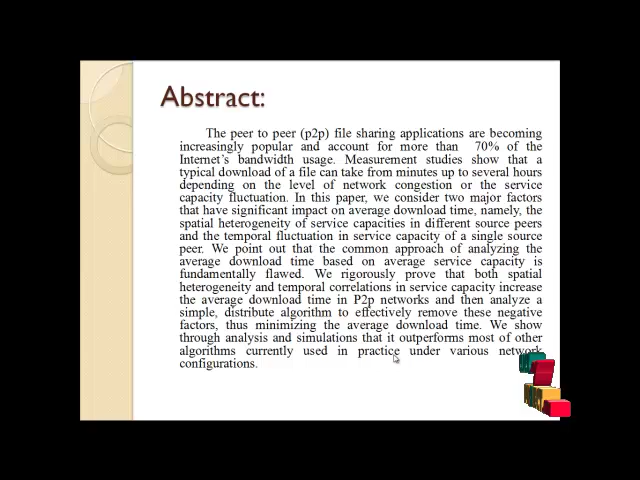 Abstract:
The peer to peer (p2p) file sharing applications are becoming
increasingly popular and account for more than 70% of the
Internet's bandwidth usage. Measurement studies show that a
typical download of a file can take from minutes up to several hours
depending on the level of network congestion or the service
capacity fluctuation. In this paper, we consider two major factors
that have significant impact on average download time, namely, the
spatial heterogeneity of service capacities in different source peers
and the temporal fluctuation in service capacity of a single source
peer. We point out that the common approach of analyzing the
average download time based on average service capacity is
fundamentally flawed. We rigorously prove that both spatial
heterogeneity and temporal correlations in service capacity increase
the average download time in P2p networks and then analyze a
simple, distribute algorithm to effectively remove these negative
factors, thus minimizing the average download time. We show
through analysis and simulations that it outperforms most of other
algorithms currently used in practice under various network
configurations.